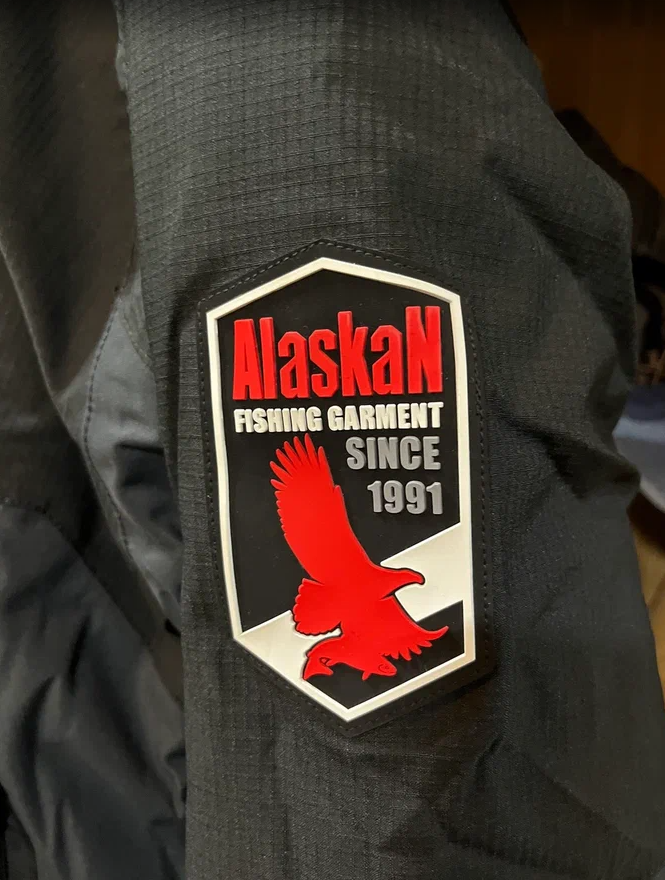 AlaskaN
FISHING GARMENT
SINCE
1991